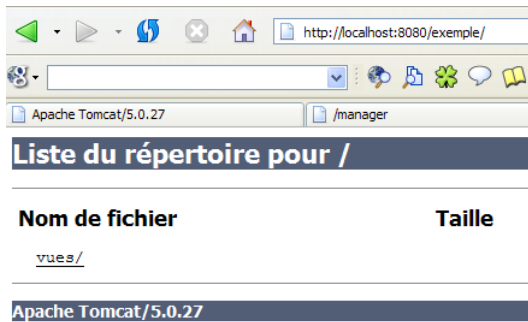 http://localhost:8080/exemple/
Apache Tomcat/5.0.27
/manager
Liste du répertoire pour /
Nom de fichier Taille
vues/
Apache Tomcat/5.0.27